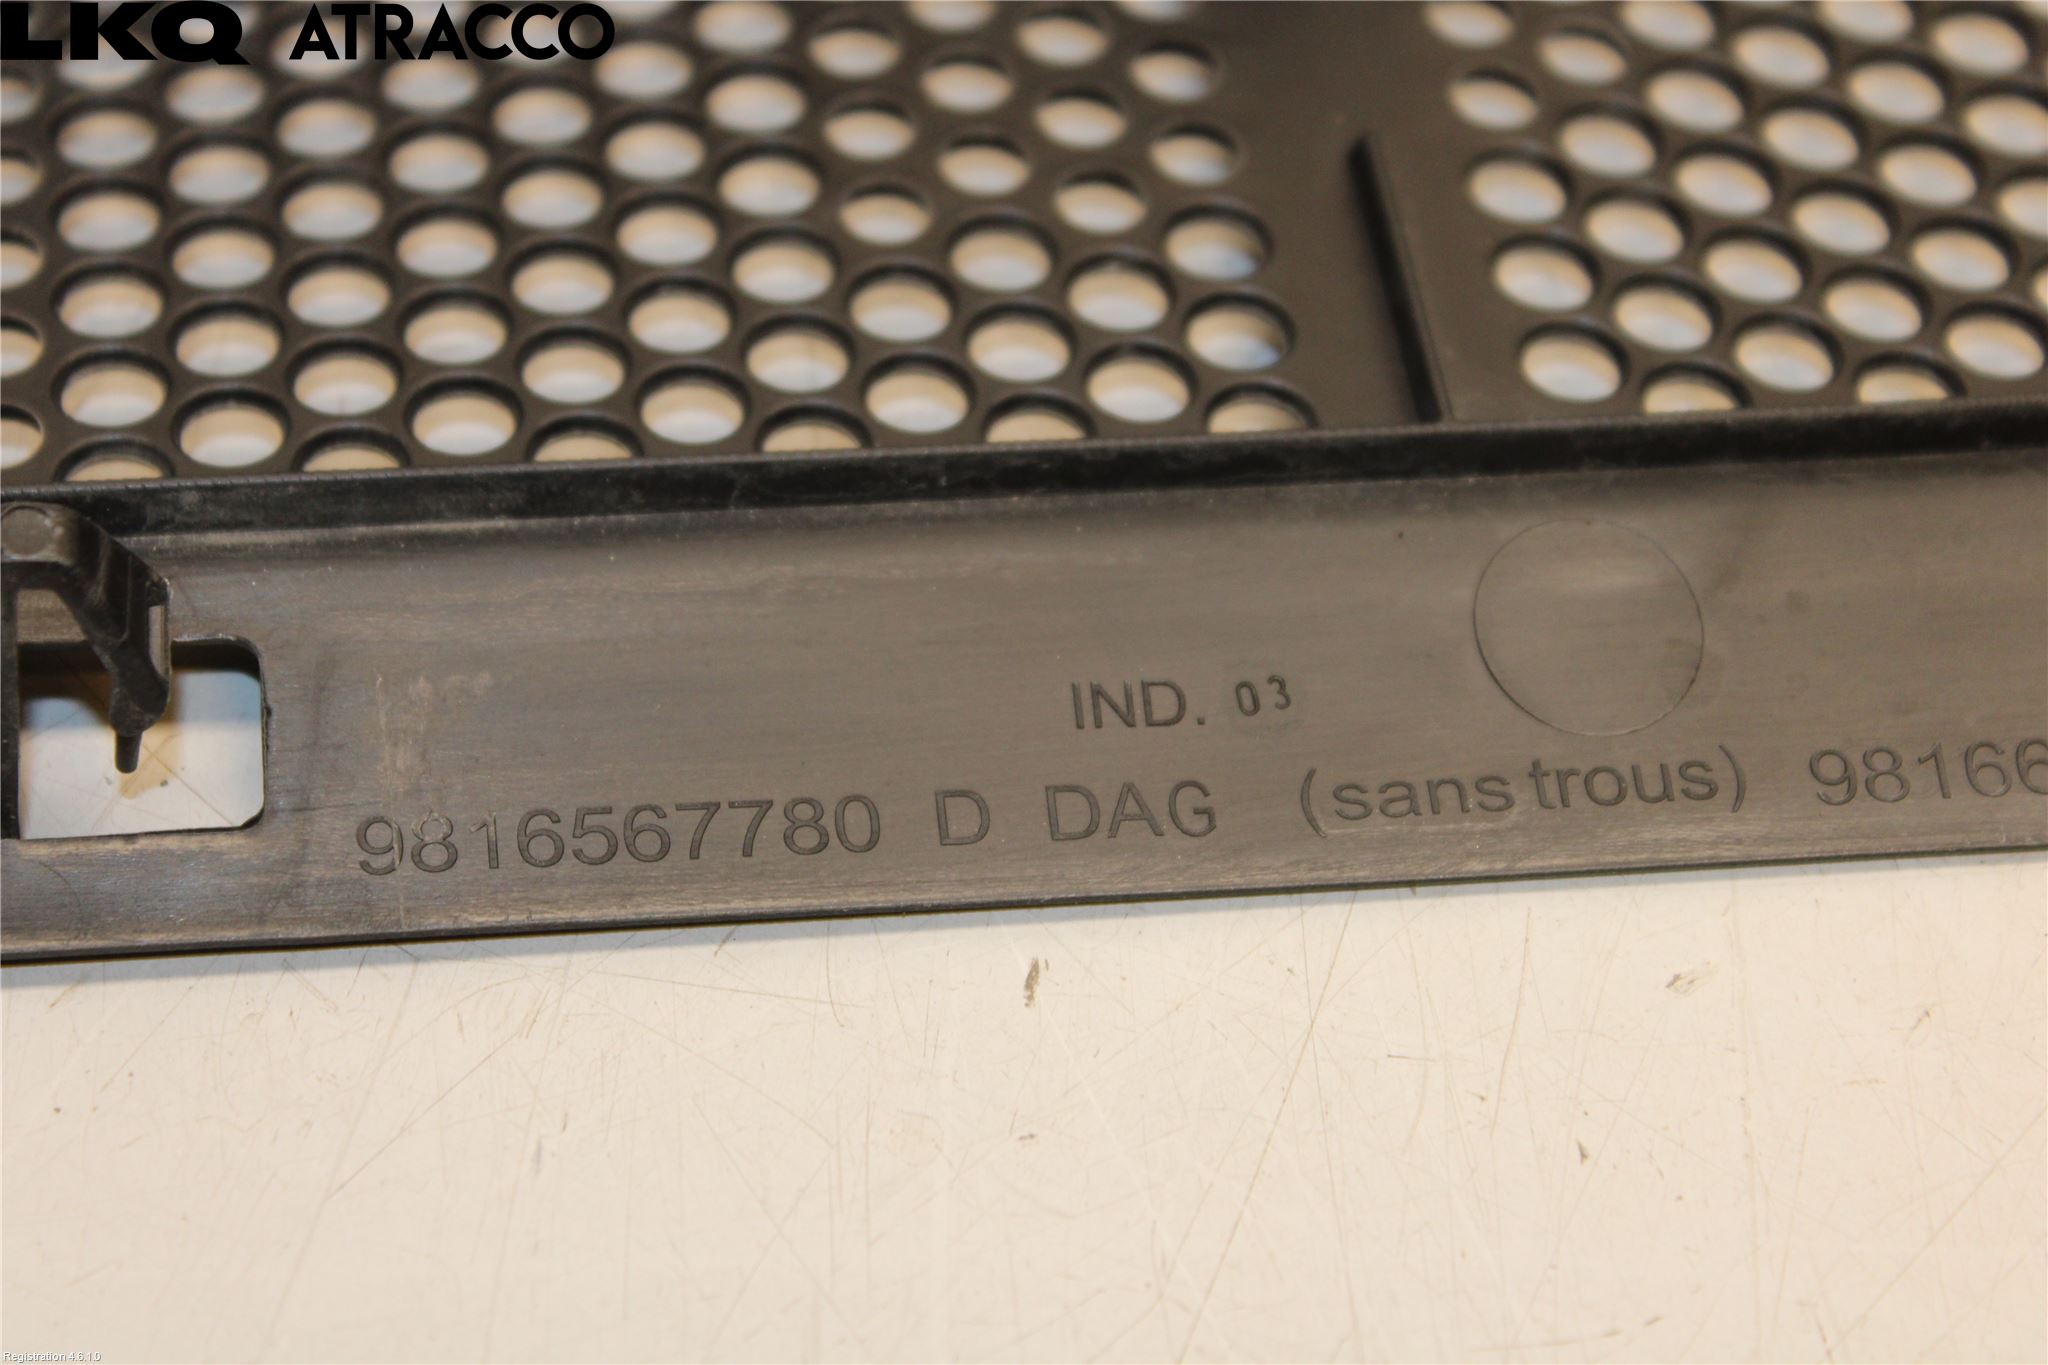 LKQ ATRACCO
IND. 03
9816567780 D DAG (sans trous) 98166
Registration 4.6.1.0